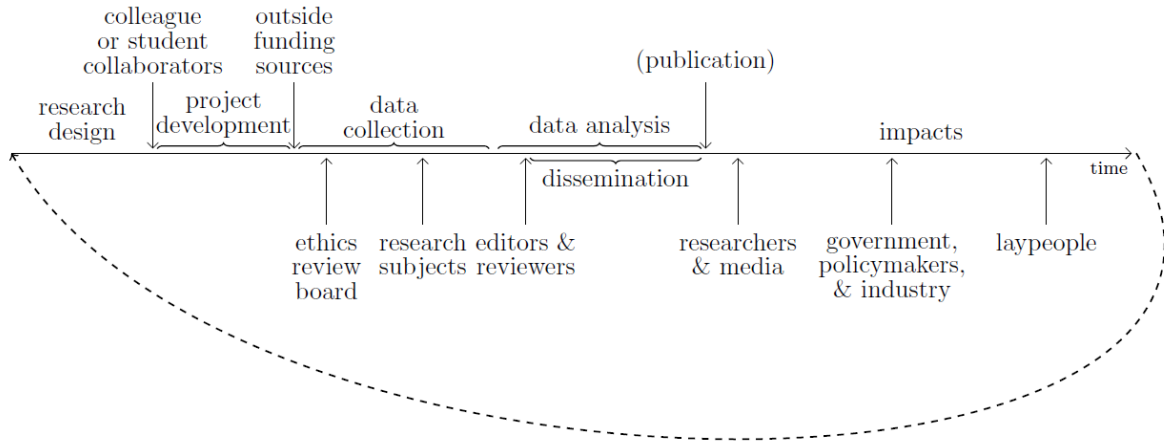 colleague
or student
collaborators
outside
funding
sources
(publication)
research
design
project
development
data
collection
data analysis
impacts
dissemination
time
ethics
review
board
research
subjects
editors &
reviewers
researchers
& media
government,
policymakers,
& industry
laypeople